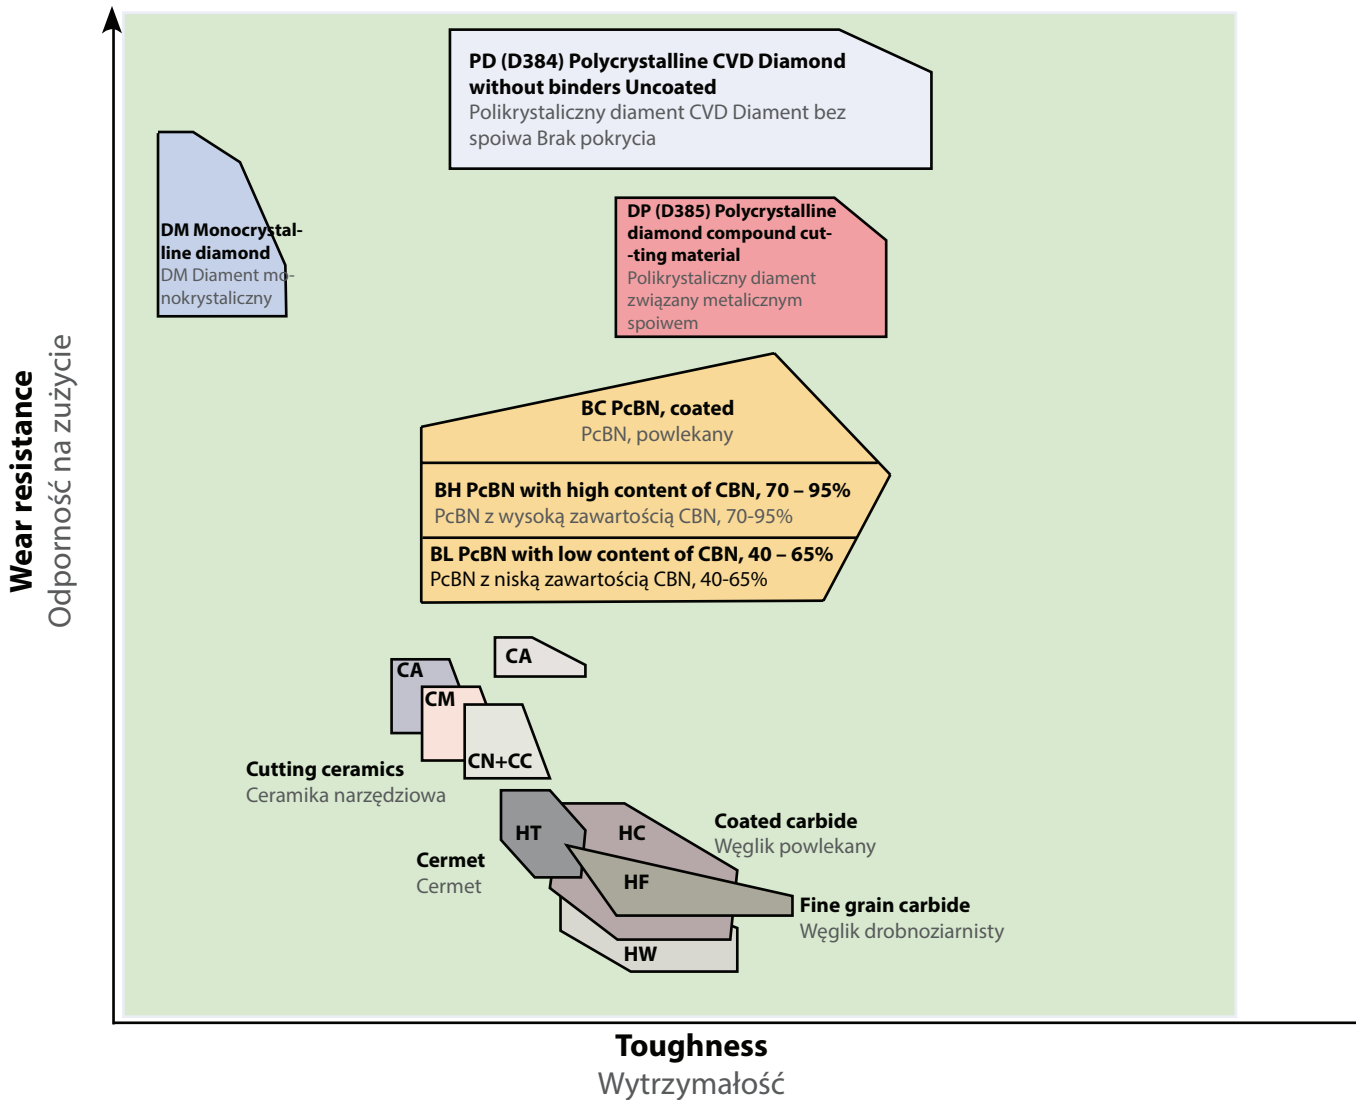 PD (D384) Polycrystalline CVD Diamond
without binders Uncoated
Polikrystaliczny diament CVD Diament bez
spoiwa Brak pokrycia
DM Monocrystal-
line diamond
DM Diament mo-
nokrystaliczny
DP (D385) Polycrystalline
diamond compound cut-
-ting material
Polikrystaliczny diament
związany metalicznym
spoiwem
Wear resistance
Odporność na zużycie
BC PcBN, coated
PcBN, powlekany
BH PcBN with high content of CBN, 70 – 95%
PcBN z wysoką zawartością CBN, 70-95%
BL PcBN with low content of CBN, 40 – 65%
PcBN z niską zawartością CBN, 40-65%
CA
CA
CM
CN+CC
Cutting ceramics
Ceramika narzędziowa
HT
HC
Coated carbide
Węglik powlekany
Cermet
Cermet
HF
Fine grain carbide
Węglik drobnoziarnisty
HW
Toughness
Wytrzymałość